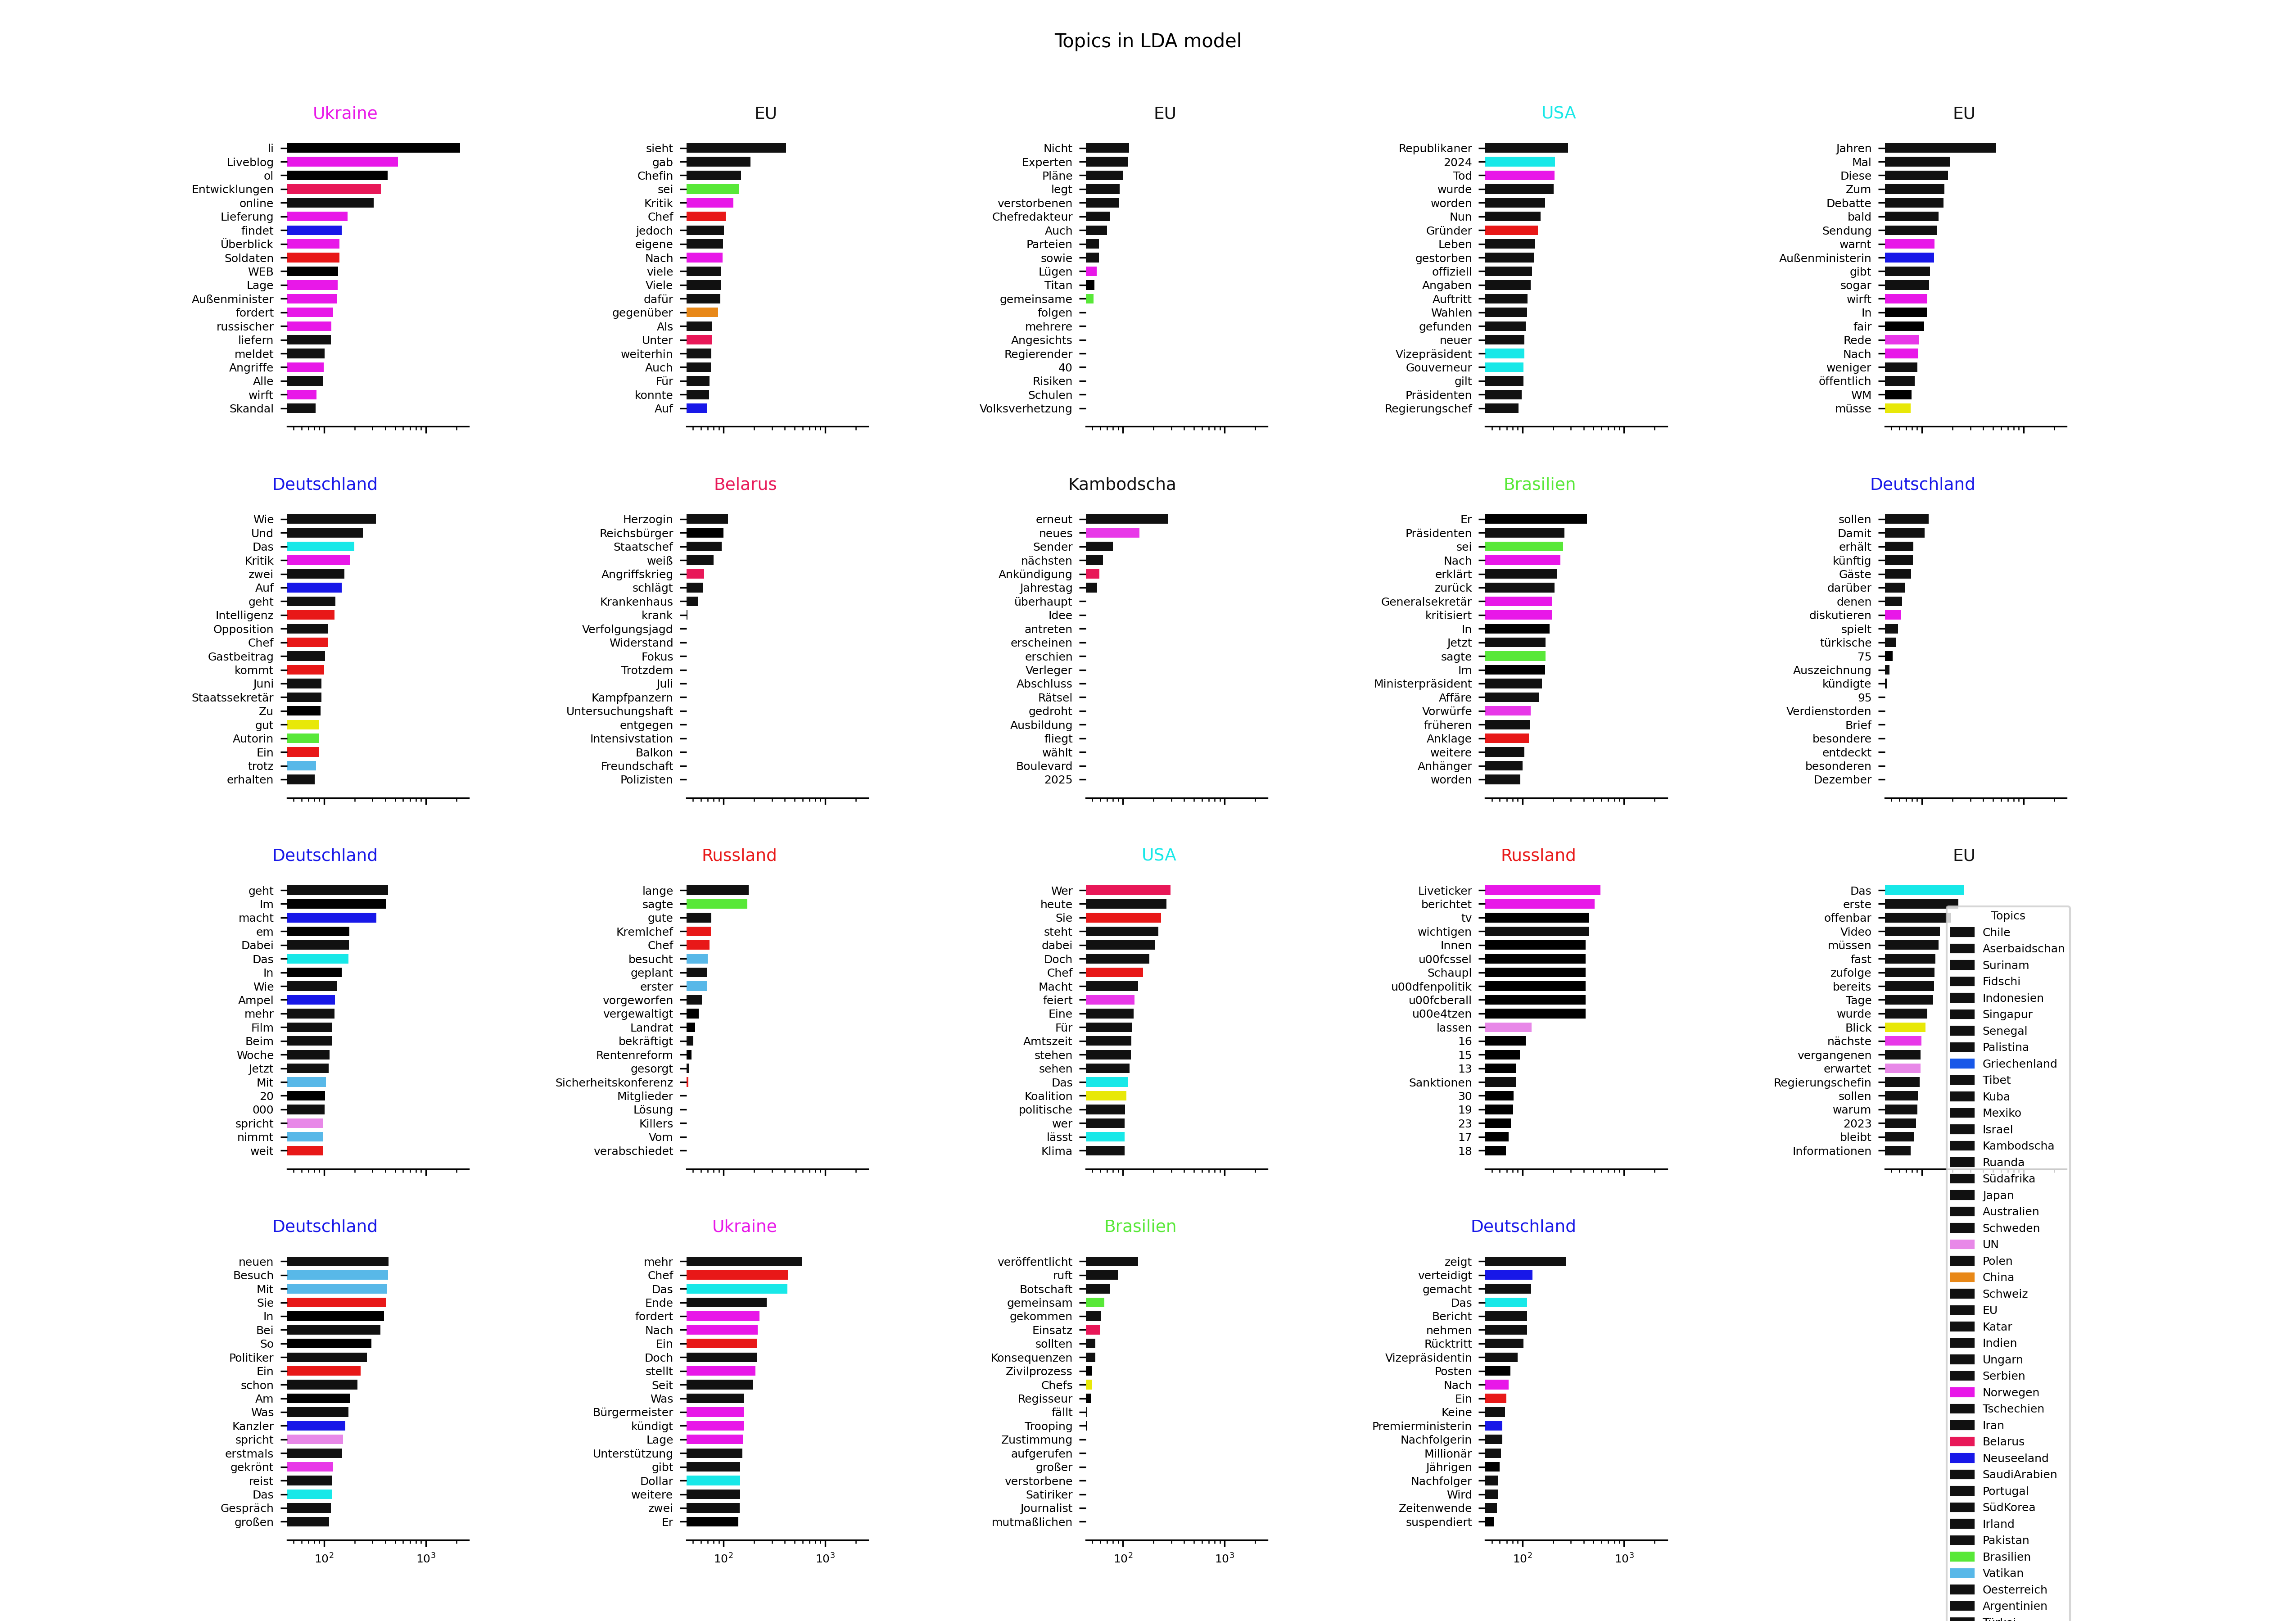 Topics in LDA model
Ukraine
li
Liveblog
ol
Entwicklungen
online
Lieferung
findet
Überblick
Soldaten
WEB
Lage
Außenminister
fordert
russischer
liefern
meldet
Angriffe
Alle
wirft
Skandal
EU
sieht
gab
Chefin
sei
Kritik
Chef
jedoch
eigene
Nach
viele
Viele
dafür
gegenüber
Als
Unter
weiterhin
Auch
Für
konnte
Auf
EU
Nicht
Experten
Pläne
legt
verstorbenen
Chefredakteur
Auch
Parteien
sowie
Lügen
Titan
gemeinsame
folgen
mehrere
Angesichts
Regierender
40
Risiken
Schulen
Volksverhetzung
USA
Republikaner
2024
Tod
wurde
worden
Nun
Gründer
Leben
gestorben
offiziell
Angaben
Auftritt
Wahlen
gefunden
neuer
Vizepräsident
Gouverneur
gilt
Präsidenten
Regierungschef
EU
Jahren
Mal
Diese
Zum
Debatte
bald
Sendung
warnt
Außenministerin
gibt
sogar
wirft
In
fair
Rede
Nach
weniger
öffentlich
WM
müsse
Deutschland
Wie
Und
Das
Kritik
zwei
Auf
geht
Intelligenz
Opposition
Chef
Gastbeitrag
kommt
Juni
Staatssekretär
Zu
gut
Autorin
Ein
trotz
erhalten
Belarus
Herzogin
Reichsbürger
Staatschef
weiß
Angriffskrieg
schlägt
Krankenhaus
krank
Verfolgungsjagd
Widerstand
Fokus
Trotzdem
Juli
Kampfpanzern
Untersuchungshaft
entgegen
Intensivstation
Balkon
Freundschaft
Polizisten
Kambodscha
erneut
neues
Sender
nächsten
Ankündigung
Jahrestag
überhaupt
Idee
antreten
erscheinen
erschien
Verleger
Abschluss
Rätsel
gedroht
Ausbildung
fliegt
wählt
Boulevard
2025
Brasilien
Er
Präsidenten
sei
Nach
erklärt
zurück
Generalsekretär
kritisiert
In
Jetzt
sagte
Im
Ministerpräsident
Affäre
Vorwürfe
früheren
Anklage
weitere
Anhänger
worden
Deutschland
sollen
Damit
erhält
künftig
Gäste
darüber
denen
diskutieren
spielt
türkische
75
Auszeichnung
kündigte
95
Verdienstorden
Brief
besondere
entdeckt
besonderen
Dezember
Deutschland
geht
Im
macht
em
Dabei
Das
In
Wie
Ampel
mehr
Film
Beim
Woche
Jetzt
Mit
20
000
spricht
nimmt
weit
Russland
lange
sagte
gute
Kremlchef
Chef
besucht
geplant
erster
vorgeworfen
vergewaltigt
Landrat
bekräftigt
Rentenreform
gesorgt
Sicherheitskonferenz
Mitglieder
Lösung
Killers
Vom
verabschiedet
USA
Wer
heute
Sie
steht
dabei
Doch
Chef
Macht
feiert
Eine
Für
Amtszeit
stehen
sehen
Das
Koalition
politische
wer
lässt
Klima
Russland
Liveticker
berichtet
tv
wichtigen
Innen
u00fcssel
Schaupl
u00dfenpolitik
u00fcberall
u00e4tzen
lassen
16
15
13
Sanktionen
30
19
23
17
18
EU
Das
erste
offenbar
Video
müssen
fast
zufolge
bereits
Tage
wurde
Blick
nächste
vergangenen
erwartet
Regierungschefin
sollen
warum
2023
bleibt
Informationen
Deutschland
neuen
Besuch
Mit
Sie
In
Bei
So
Politiker
Ein
schon
Am
Was
Kanzler
spricht
erstmals
gekrönt
reist
Das
Gespräch
großen
10² 10³
Ukraine
mehr
Chef
Das
Ende
fordert
Nach
Ein
Doch
stellt
Seit
Was
Bürgermeister
kündigt
Lage
Unterstützung
gibt
Dollar
weitere
zwei
Er
10² 10³
Brasilien
veröffentlicht
ruft
Botschaft
gemeinsam
gekommen
Einsatz
sollten
Konsequenzen
Zivilprozess
Chefs
Regisseur
fällt
Trooping
Zustimmung
aufgerufen
großer
verstorbene
Satiriker
Journalist
mutmaßlichen
10² 10³
Deutschland
zeigt
verteidigt
gemacht
Das
Bericht
nehmen
Rücktritt
Vizepräsidentin
Posten
Nach
Ein
Keine
Premierministerin
Nachfolgerin
Millionär
Jährigen
Nachfolger
Wird
Zeitenwende
suspendiert
10² 10³
Topics
Chile
Aserbaidschan
Surinam
Fidschi
Indonesien
Singapur
Senegal
Palistina
Griechenland
Tibet
Kuba
Mexiko
Israel
Kambodscha
Ruanda
Südafrika
Japan
Australien
Schweden
UN
Polen
China
Schweiz
EU
Katar
Indien
Ungarn
Serbien
Norwegen
Tschechien
Iran
Belarus
Neuseeland
SaudiArabien
Portugal
SüdKorea
Irland
Pakistan
Brasilien
Vatikan
Oesterreich
Argentinien